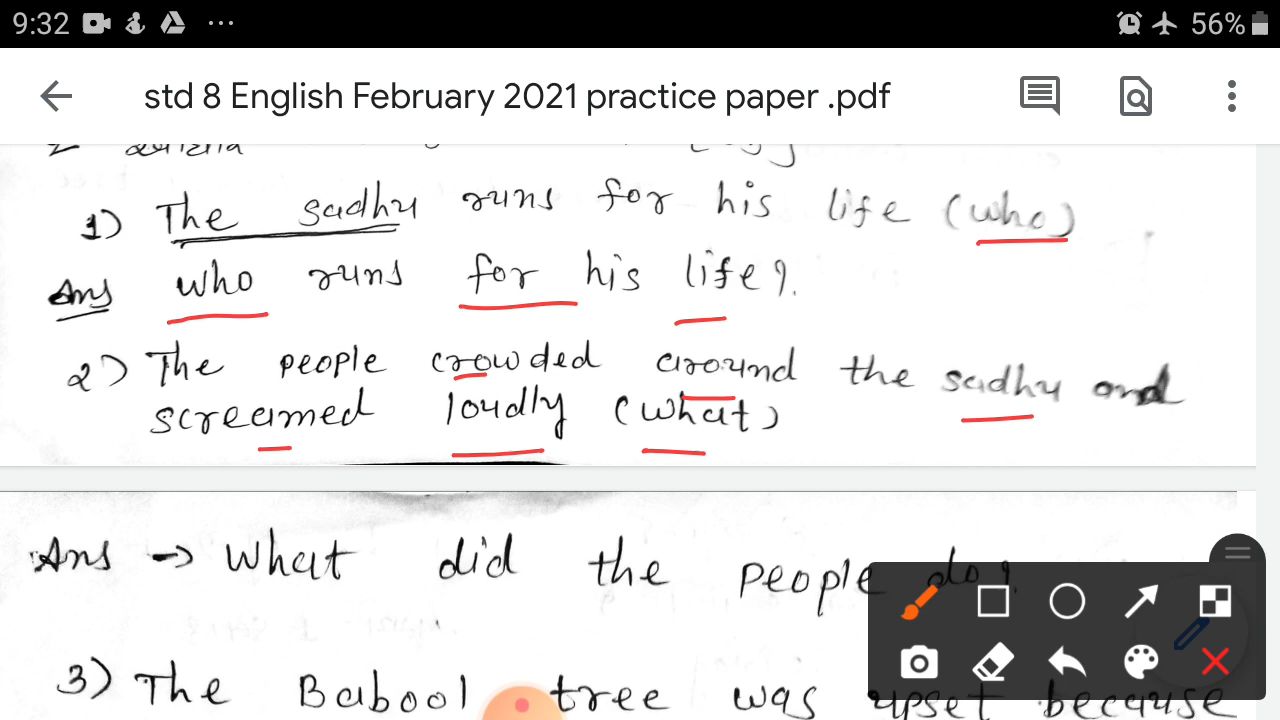 9:32 ... 56%
std 8 English February 2021 practice paper .pdf
1) The sadhu runs for his life (who)
Ans who runs for his life?.
2) The people crowded around the sadhu and
screamed loudly (what)
Ans → What did the people do?
3) The Babool tree was upset because